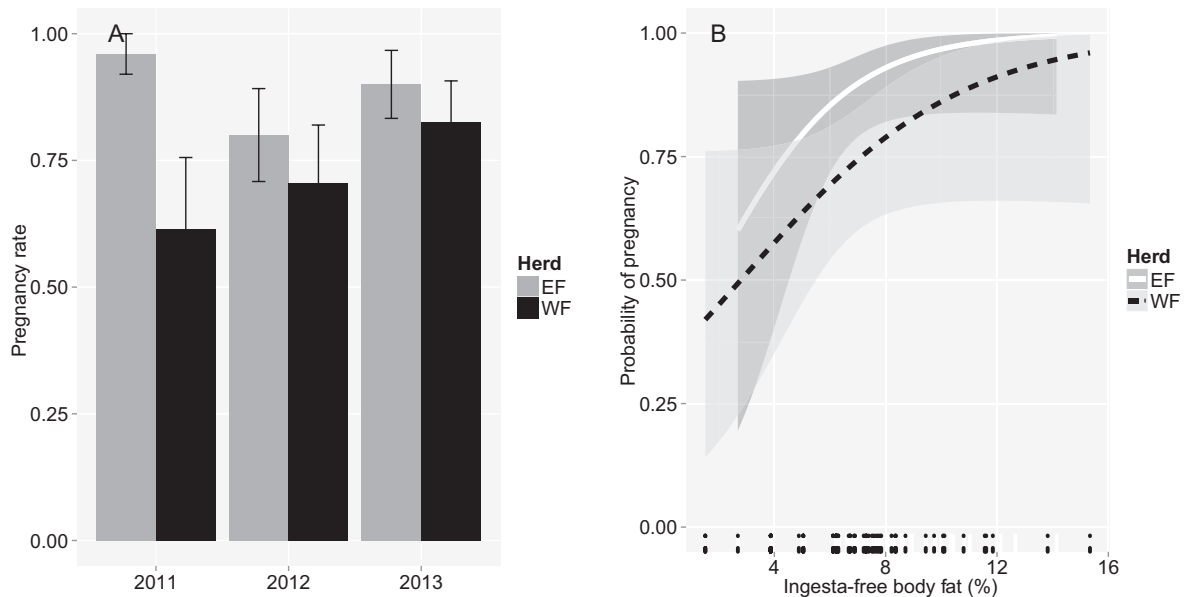 A
1.00
0.75
0.50
0.25
0.00
Pregnancy rate
2011
2012
2013
Herd
EF
WF
B
1.00
0.75
0.50
0.25
0.00
Probability of pregnancy
4
8
12
16
Ingesta-free body fat (%)
Herd
EF
WF